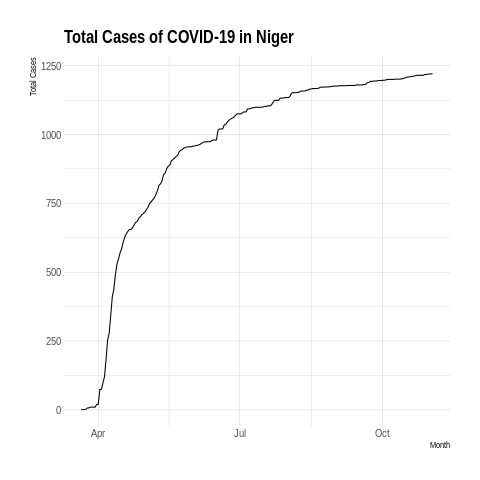 Total Cases of COVID-19 in Niger
Total Cases
1250
1000
750
500
250
0
Apr
Jul
Oct
Month